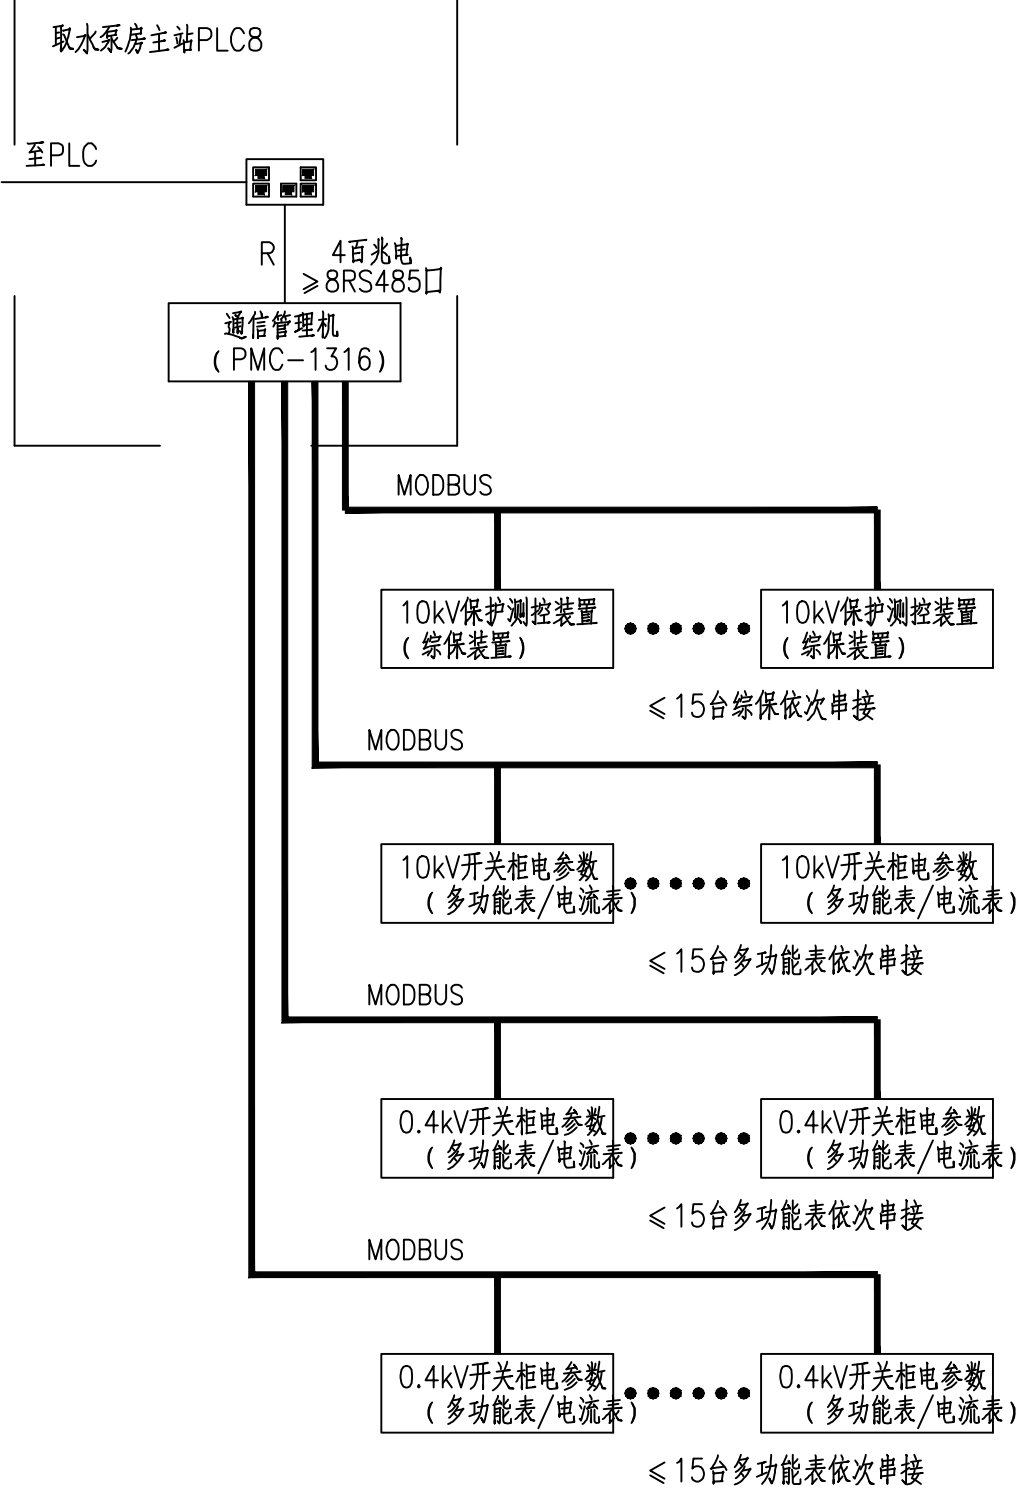 取水泵房主站PLC8
至PLC
R
4百兆电
≥8RS485口
通信管理机
(PMC-1316)
MODBUS
10kV保护测控装置
(综保装置)
10kV保护测控装置
(综保装置)
≤15台综保依次串接
MODBUS
10kV开关柜电参数
(多功能表/电流表)
10kV开关柜电参数
(多功能表/电流表)
≤15台多功能表依次串接
MODBUS
0.4kV开关柜电参数
(多功能表/电流表)
0.4kV开关柜电参数
(多功能表/电流表)
≤15台多功能表依次串接
MODBUS
0.4kV开关柜电参数
(多功能表/电流表)
0.4kV开关柜电参数
(多功能表/电流表)
≤15台多功能表依次串接